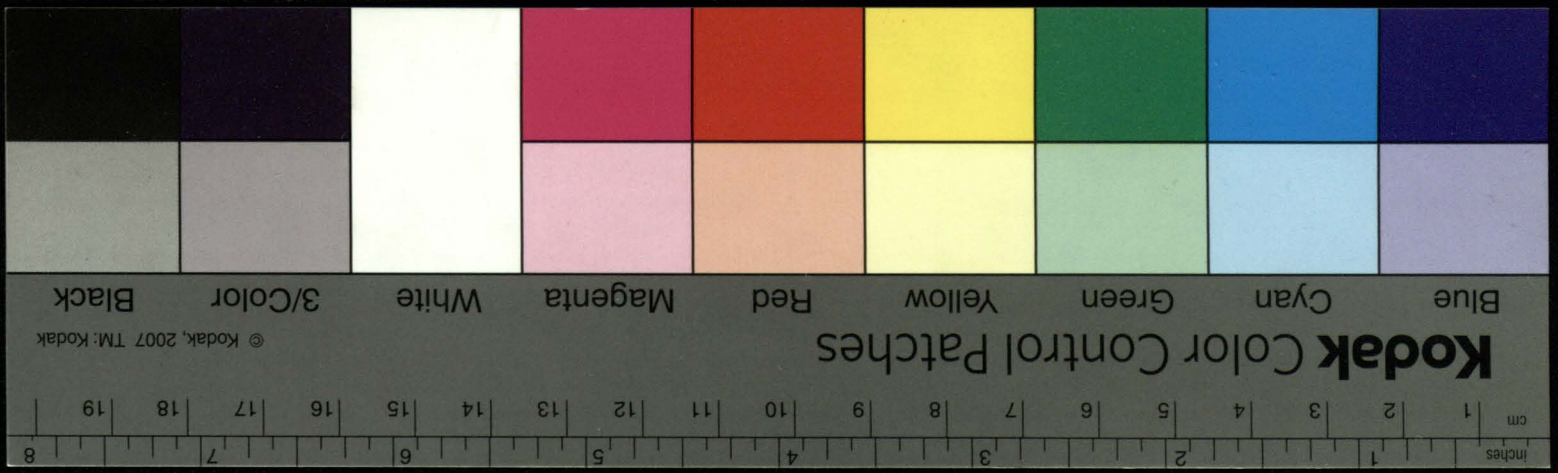 inches 1 2 3 4 5 6 7 8
cm 1 2 3 4 5 6 7 8 9 10 11 12 13 14 15 16 17 18 19
Kodak Color Control Patches
© Kodak, 2007 TM: Kodak
Blue Cyan Green Yellow Red Magenta White 3/Color Black